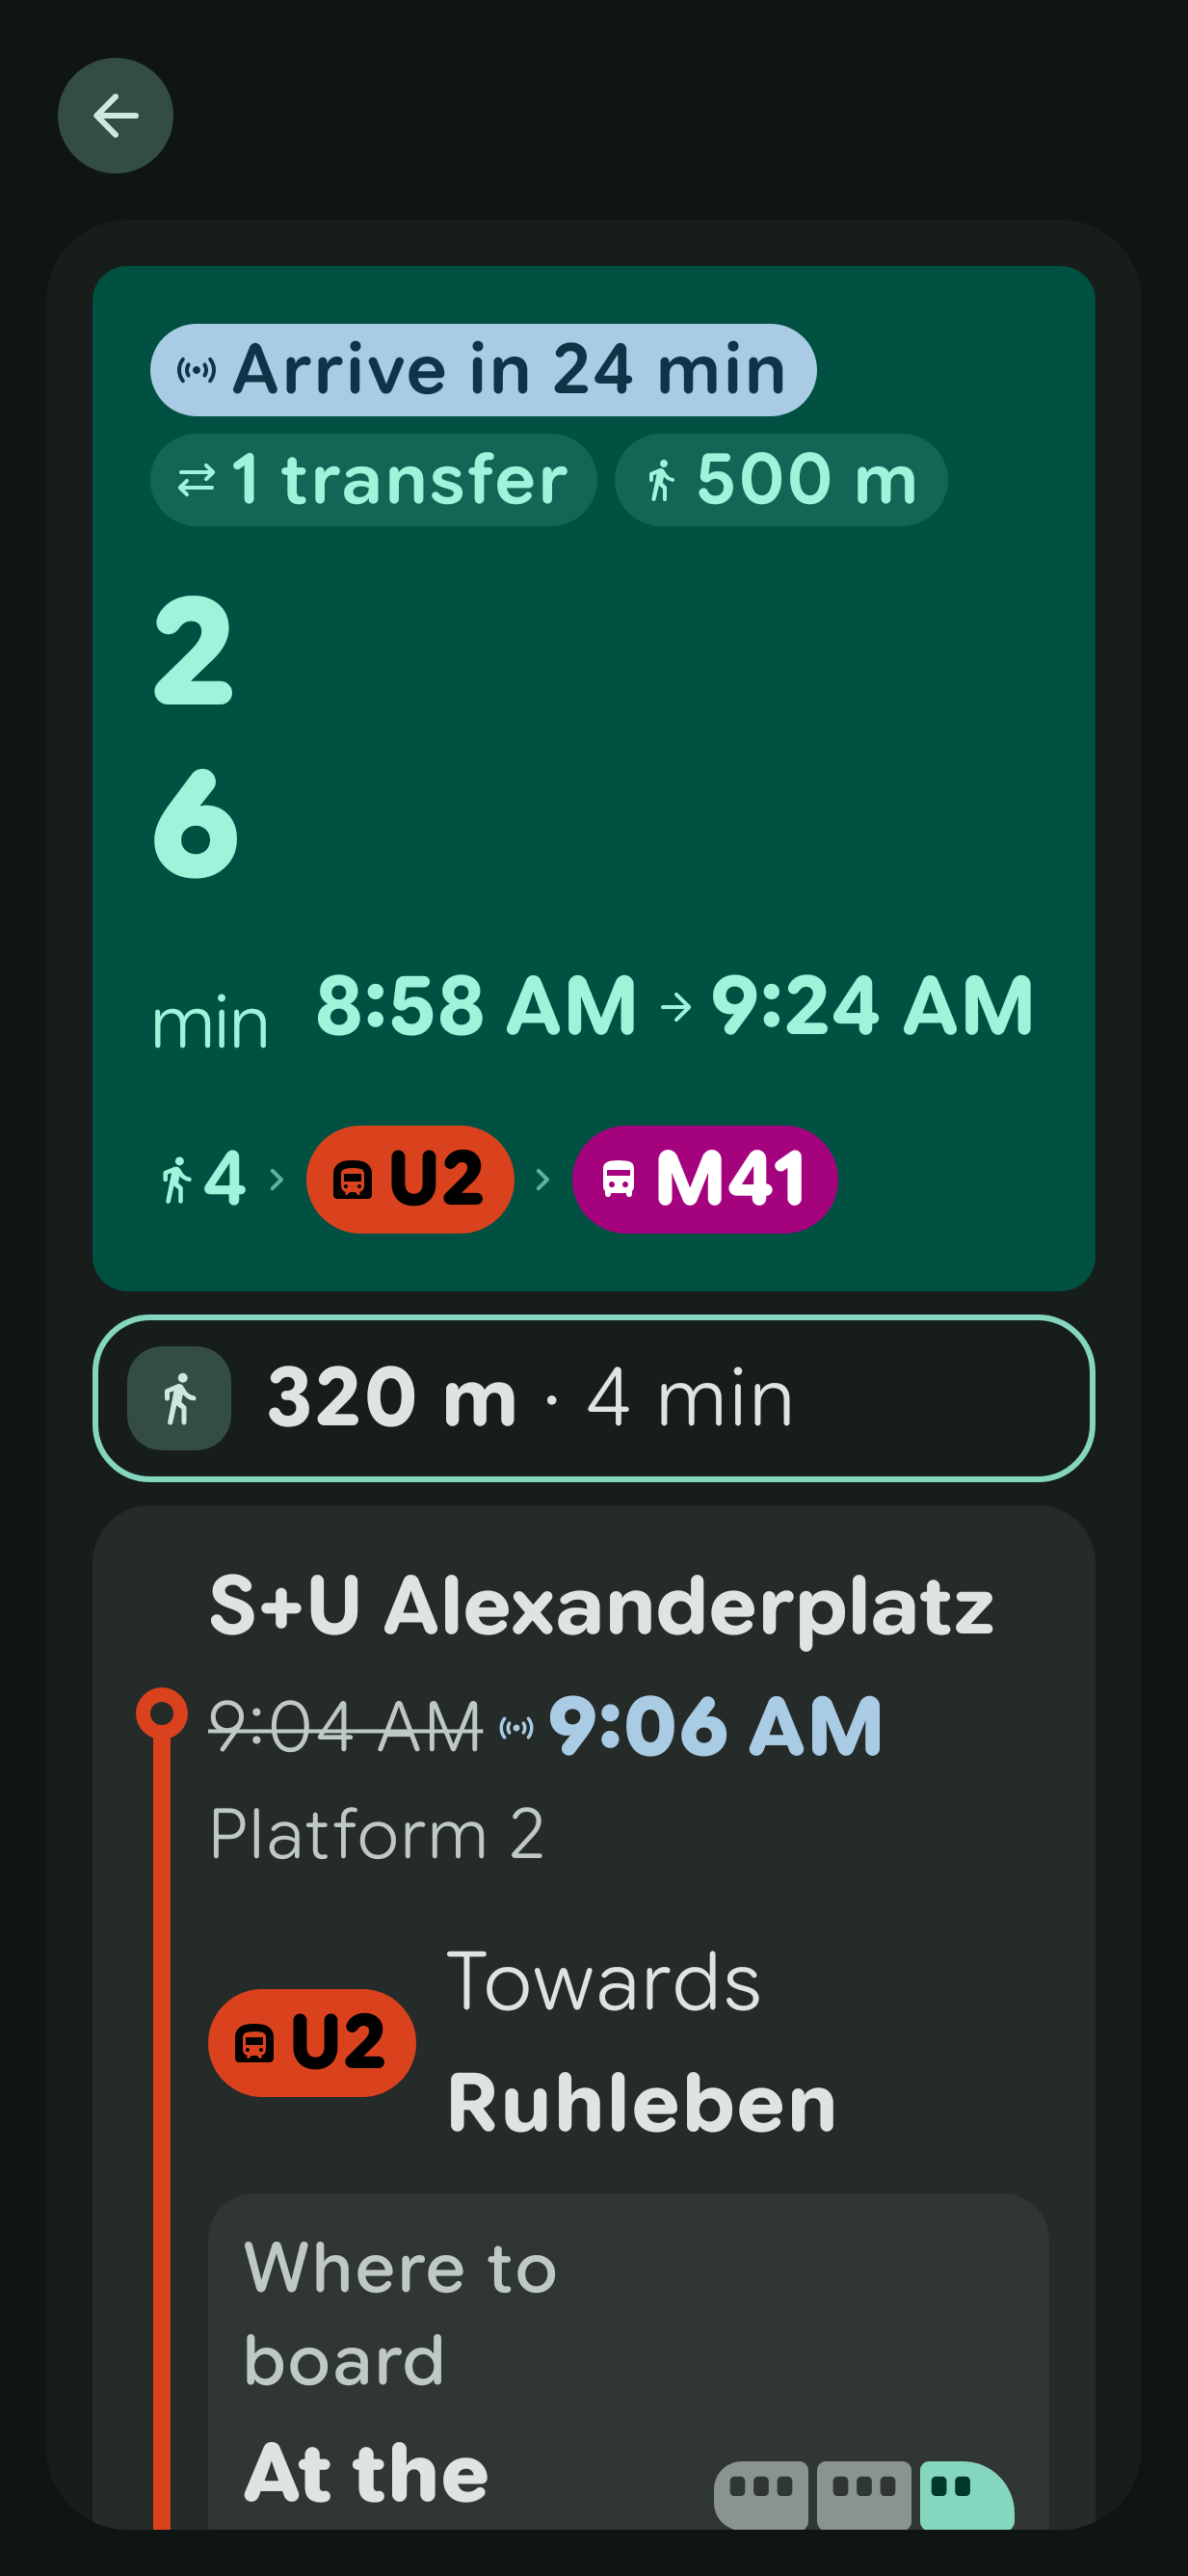 Arrive in 24 min
1 transfer 500 m
2
6
min 8:58 AM → 9:24 AM
4 › U2 › M41
320 m · 4 min
S+U Alexanderplatz
9:04 AM 9:06 AM
Platform 2
Towards
U2
Ruhleben
Where to
board
At the